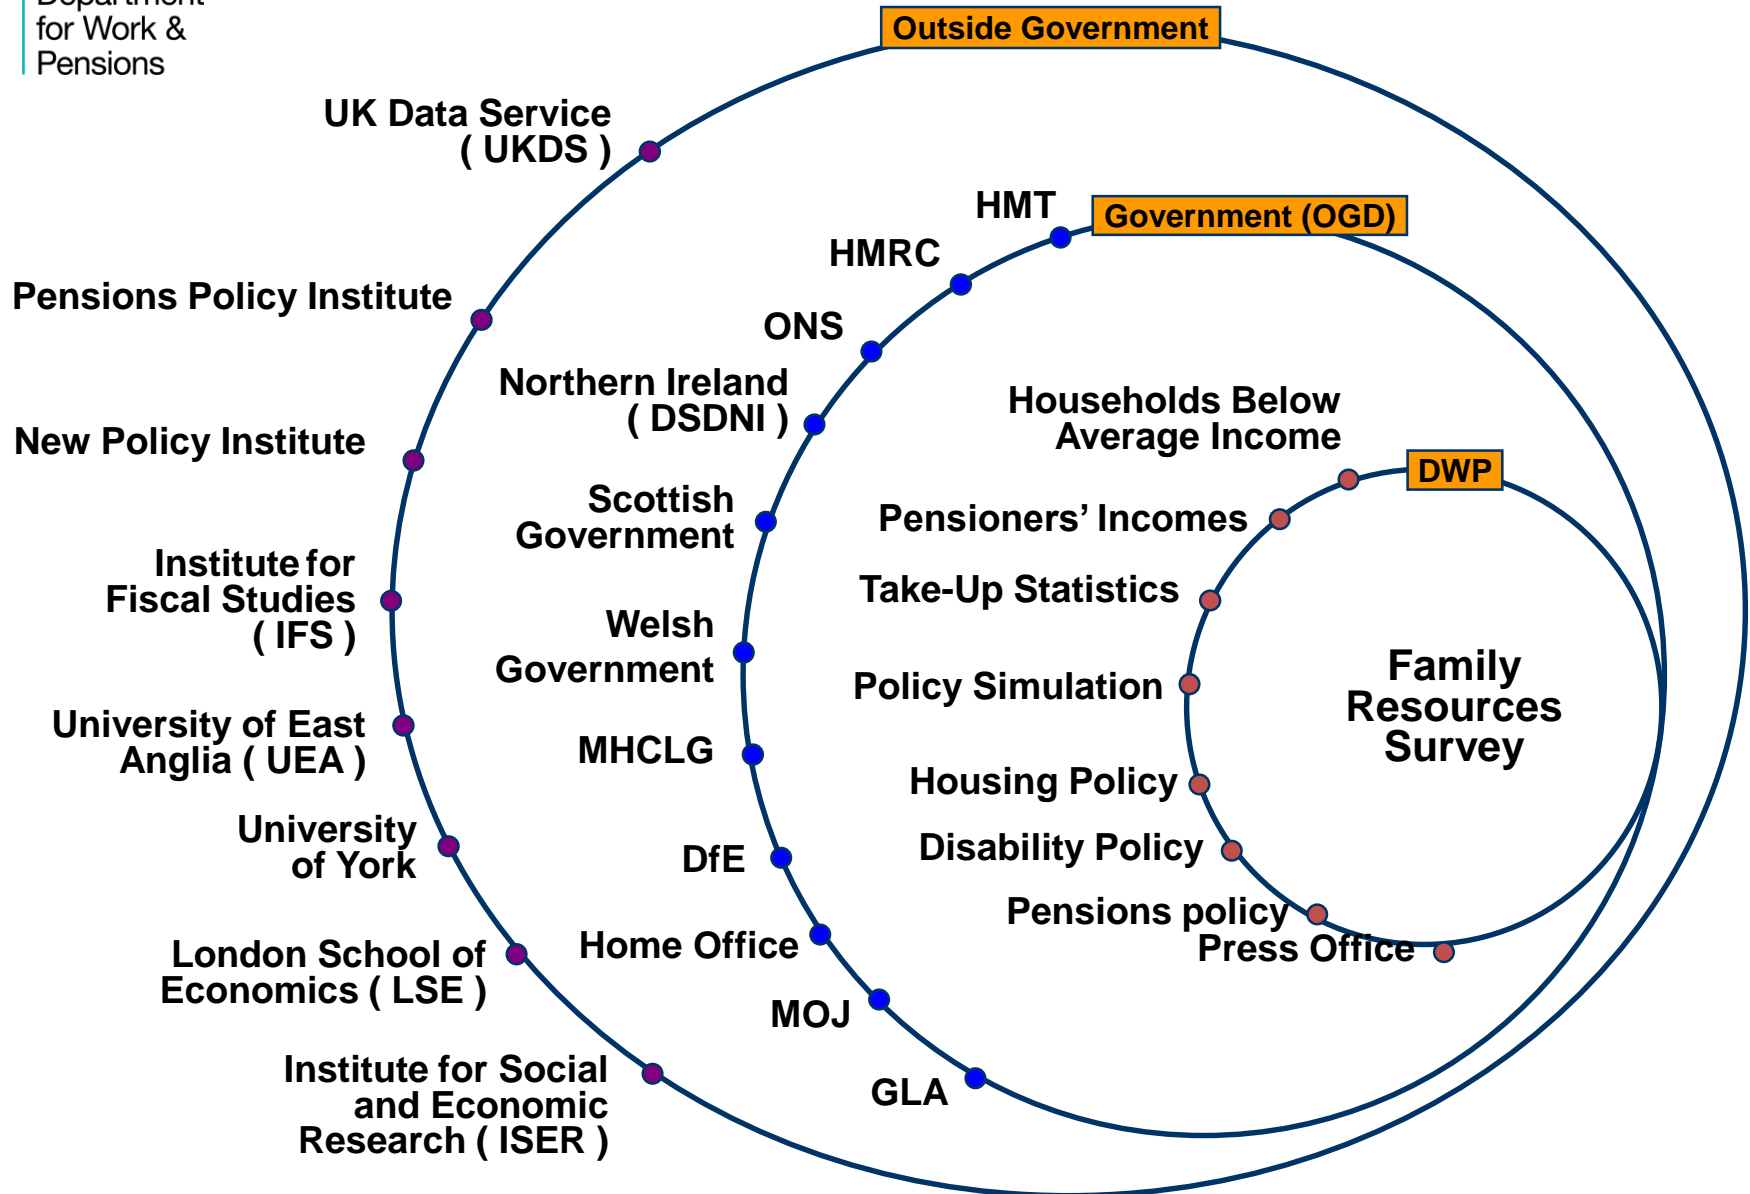 Department
for Work &
Pensions
Outside Government
UK Data Service
( UKDS )
Pensions Policy Institute
New Policy Institute
Institute for
Fiscal Studies
( IFS )
University of East
Anglia ( UEA )
University
of York
London School of
Economics ( LSE )
Institute for Social
and Economic
Research ( ISER )
Government (OGD)
HMT
HMRC
ONS
Northern Ireland
( DSDNI )
Scottish
Government
Welsh
Government
MHCLG
DfE
Home Office
MOJ
GLA
DWP
Households Below
Average Income
Pensioners’ Incomes
Take-Up Statistics
Policy Simulation
Housing Policy
Disability Policy
Pensions policy
Press Office
Family
Resources
Survey